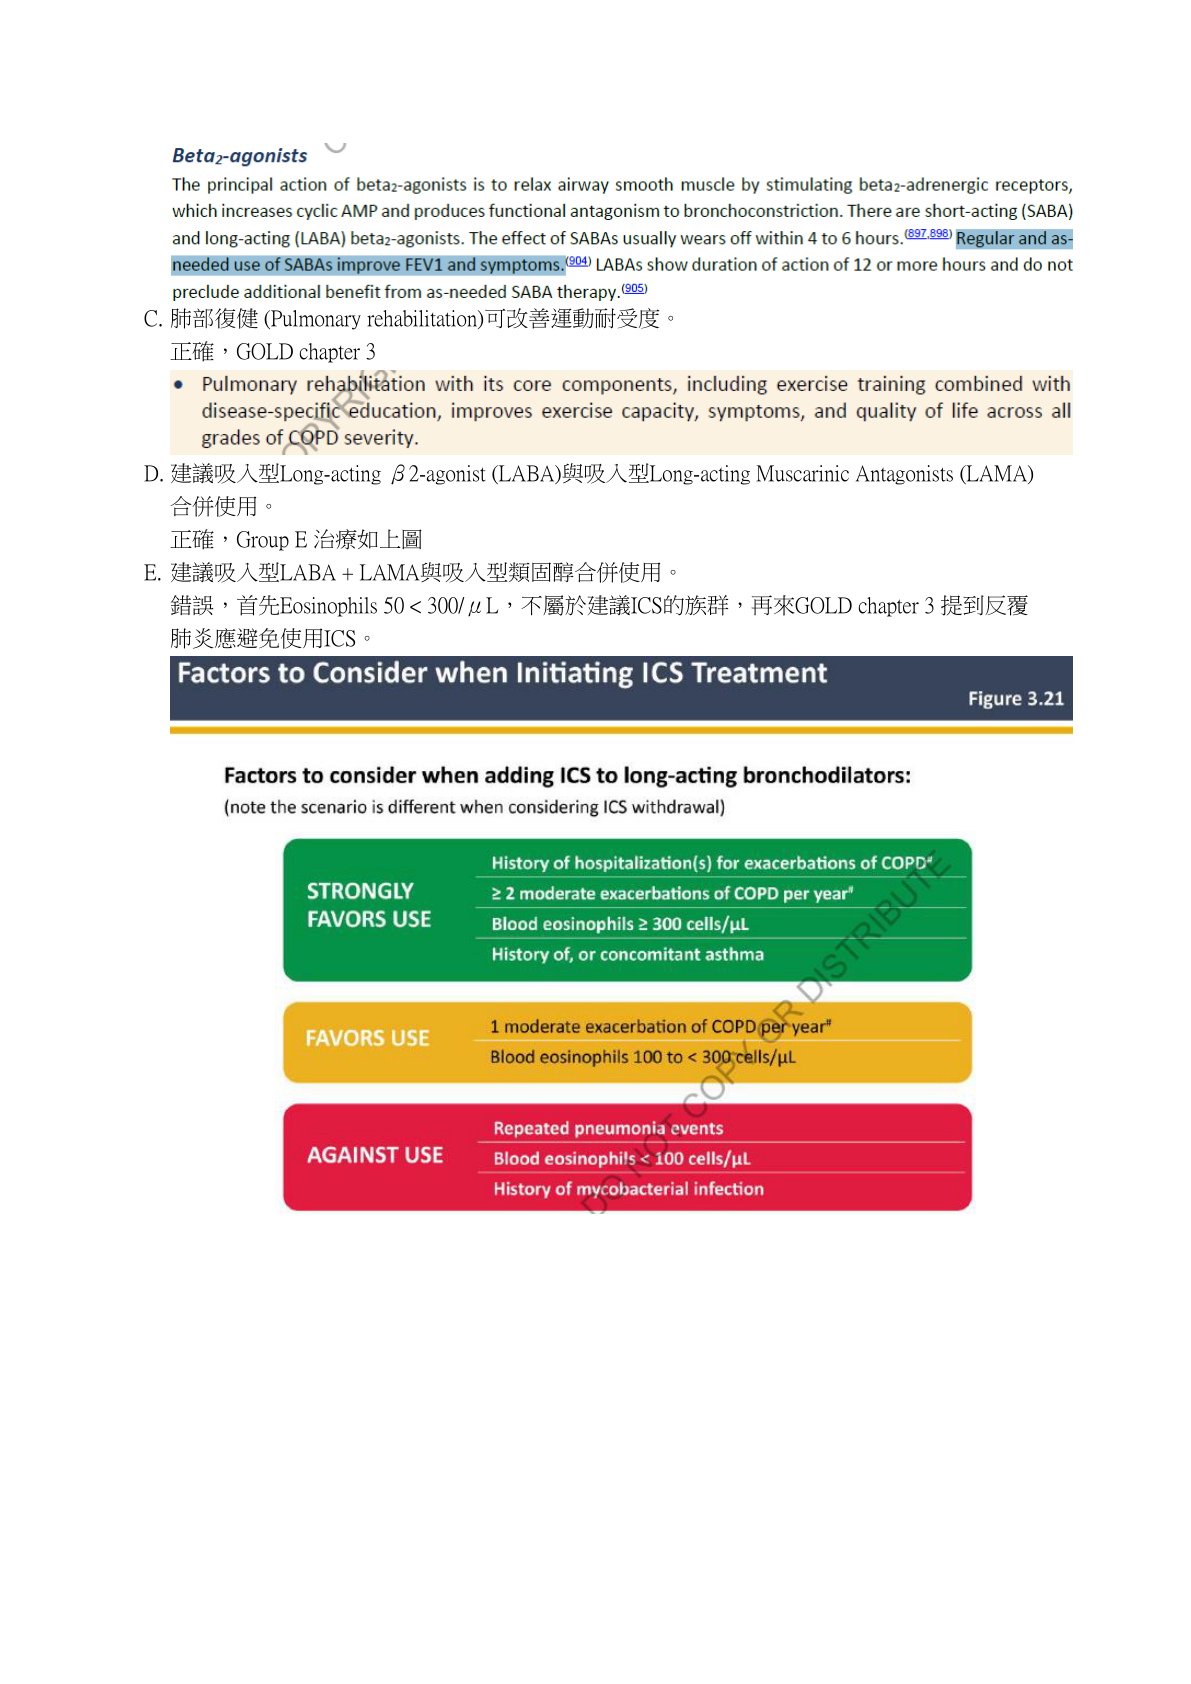 Beta2-agonists
The principal action of beta2-agonists is to relax airway smooth muscle by stimulating beta2-adrenergic receptors,
which increases cyclic AMP and produces functional antagonism to bronchoconstriction. There are short-acting (SABA)
and long-acting (LABA) beta2-agonists. The effect of SABAs usually wears off within 4 to 6 hours.(897,898) Regular and as-
needed use of SABAs improve FEV1 and symptoms.(904) LABAs show duration of action of 12 or more hours and do not
preclude additional benefit from as-needed SABA therapy.(905)
C. 肺部復健 (Pulmonary rehabilitation)可改善運動耐受度。
正確，GOLD chapter 3
• Pulmonary rehabilitation with its core components, including exercise training combined with
disease-specific education, improves exercise capacity, symptoms, and quality of life across all
grades of COPD severity.
D. 建議吸入型Long-acting β2-agonist (LABA)與吸入型Long-acting Muscarinic Antagonists (LAMA)
合併使用。
正確，Group E 治療如上圖
E. 建議吸入型LABA + LAMA與吸入型類固醇合併使用。
錯誤，首先Eosinophils 50 < 300/μL，不屬於建議ICS的族群，再來GOLD chapter 3 提到反覆
肺炎應避免使用ICS。
Factors to Consider when Initiating ICS Treatment
Figure 3.21
Factors to consider when adding ICS to long-acting bronchodilators:
(note the scenario is different when considering ICS withdrawal)
STRONGLY
FAVORS USE
History of hospitalization(s) for exacerbations of COPD#
≥ 2 moderate exacerbations of COPD per year#
Blood eosinophils ≥ 300 cells/μL
History of, or concomitant asthma
FAVORS USE
1 moderate exacerbation of COPD per year#
Blood eosinophils 100 to < 300 cells/μL
AGAINST USE
Repeated pneumonia events
Blood eosinophils < 100 cells/μL
History of mycobacterial infection
DO NOT COPY OR DISTRIBUTE